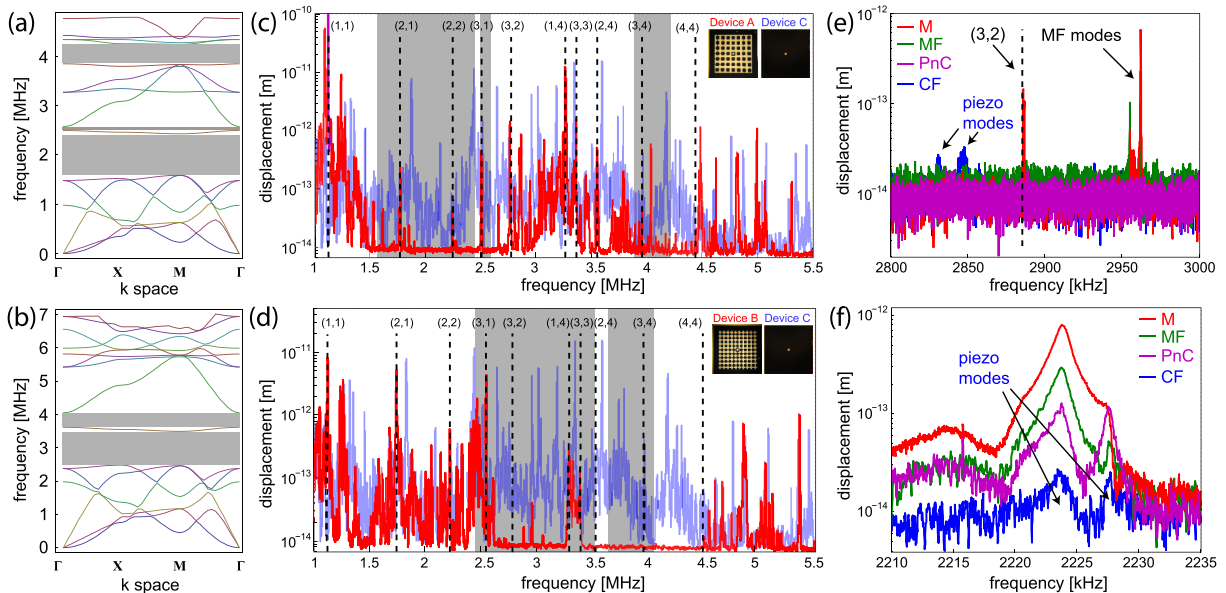 (a)
frequency [MHz]
4
3
2
1
0
Γ X M Γ
k space
(b)
frequency [MHz]
7
6
5
4
3
2
1
0
Γ X M Γ
k space
(c)
displacement [m]
10⁻¹⁰
10⁻¹¹
10⁻¹²
10⁻¹³
10⁻¹⁴
(1,1) (2,1) (2,2) (3,1) (3,2) (1,4) (3,3) (2,4) (3,4) (4,4)
Device A Device C
1 1.5 2 2.5 3 3.5 4 4.5 5 5.5
frequency [MHz]
(d)
displacement [m]
10⁻¹¹
10⁻¹²
10⁻¹³
10⁻¹⁴
(1,1) (2,1) (2,2) (3,1) (3,2) (1,4) (3,3) (2,4) (3,4) (4,4)
Device B Device C
1 1.5 2 2.5 3 3.5 4 4.5 5 5.5
frequency [MHz]
(e)
displacement [m]
10⁻¹²
10⁻¹³
10⁻¹⁴
(3,2)
MF modes
piezo
modes
M
MF
PnC
CF
2800 2850 2900 2950 3000
frequency [kHz]
(f)
displacement [m]
10⁻¹²
10⁻¹³
10⁻¹⁴
piezo
modes
M
MF
PnC
CF
2210 2215 2220 2225 2230 2235
frequency [kHz]